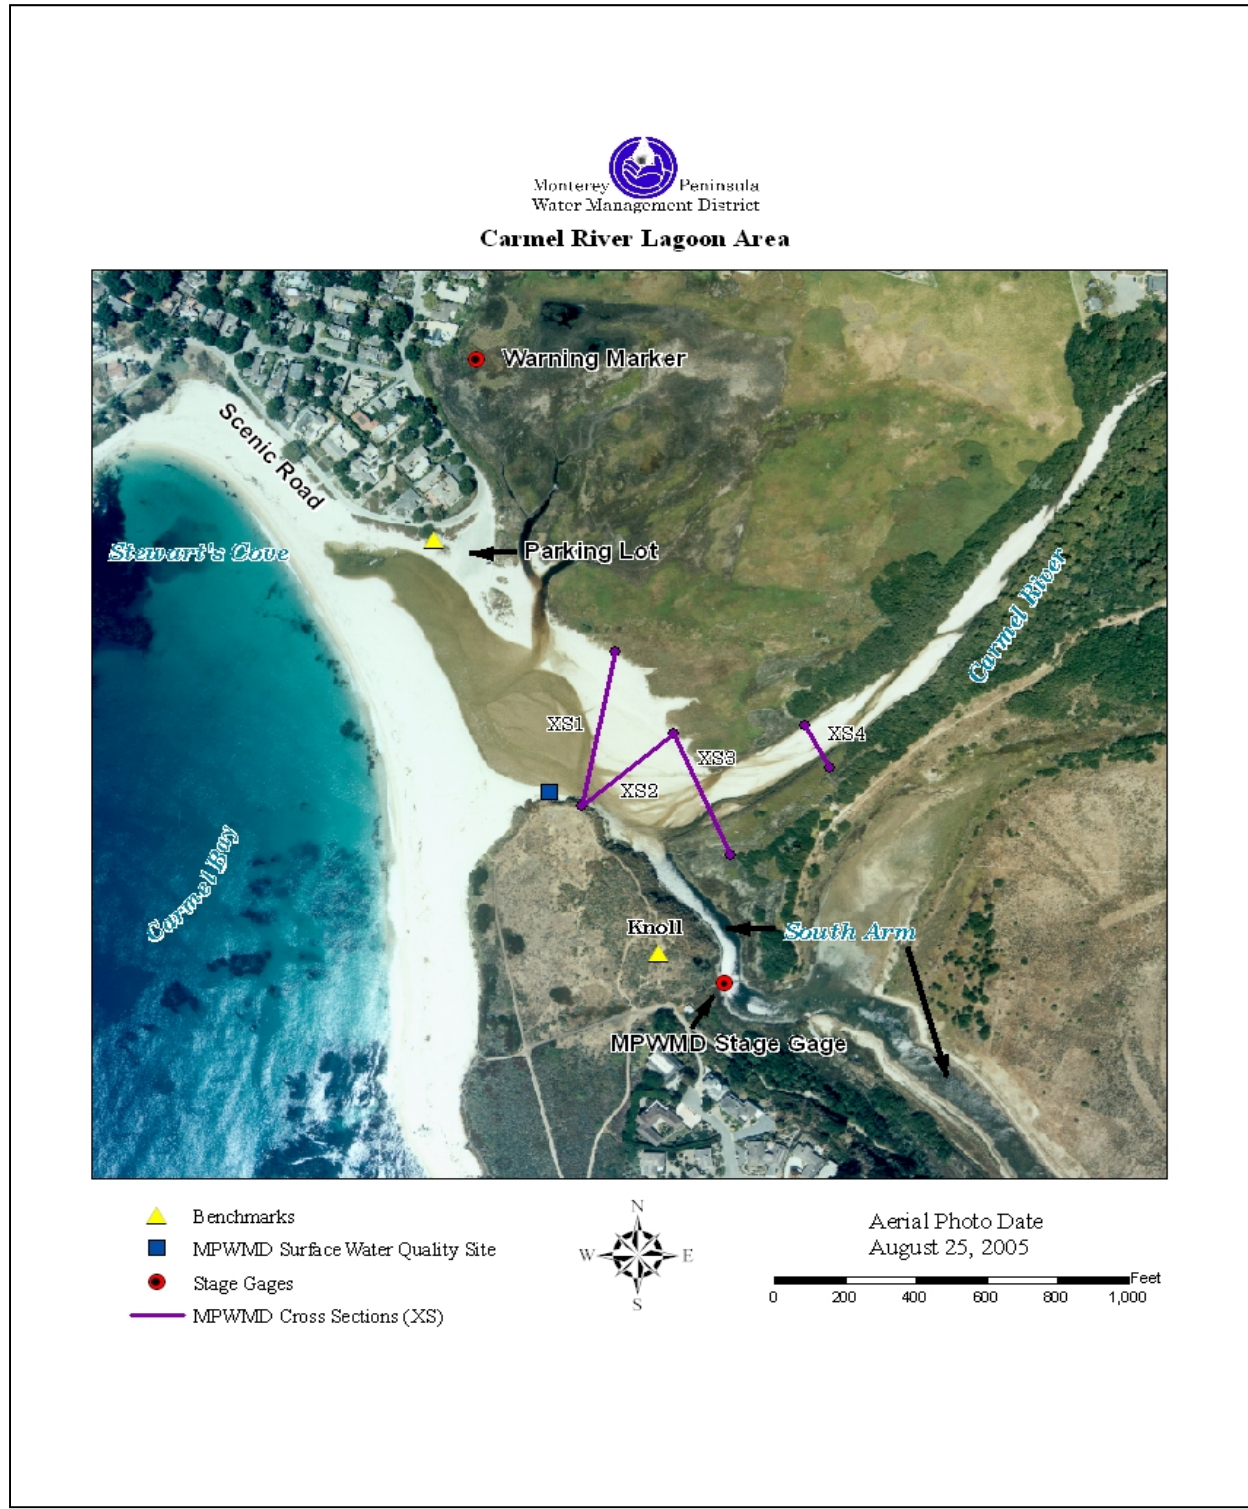 Monterey Peninsula
Water Management District
Carmel River Lagoon Area
Warning Marker
Scenic Road
Stewart's Cove
Parking Lot
Carmel River
XS1
XS4
XS3
XS2
Carmel Bay
Knoll
South Arm
MPWMD Stage Gage
Benchmarks
MPWMD Surface Water Quality Site
Stage Gages
MPWMD Cross Sections (XS)
N
W E
S
Aerial Photo Date
August 25, 2005
Feet
0 200 400 600 800 1,000